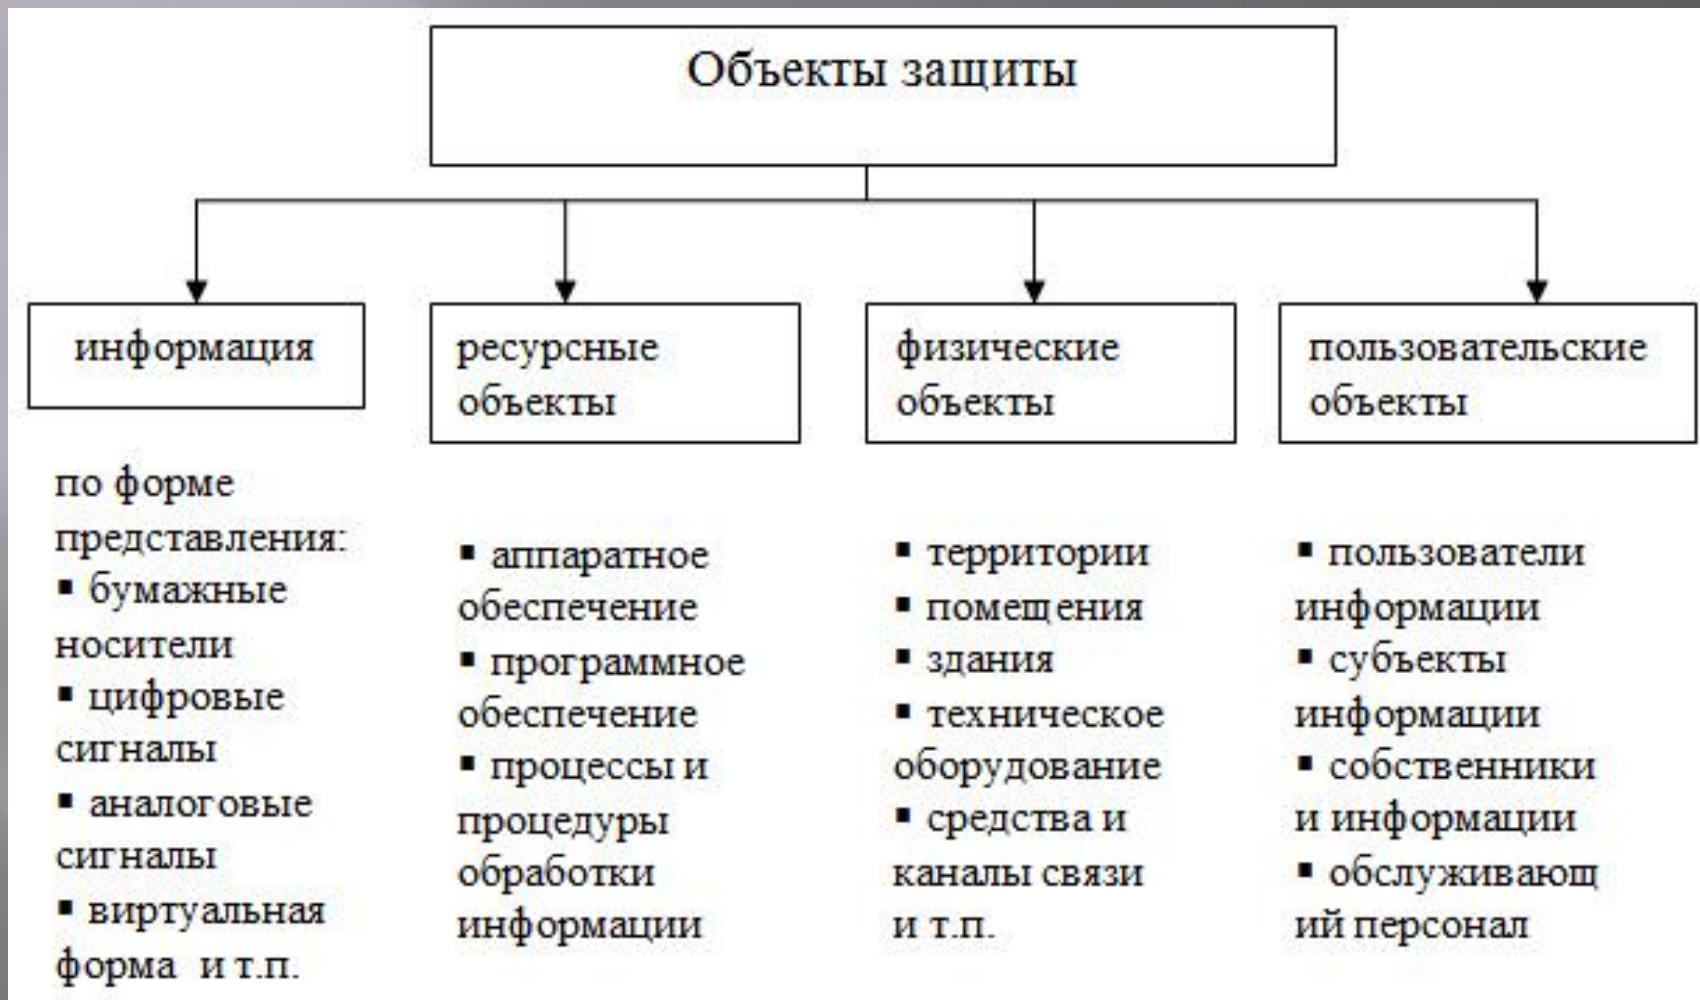 Объекты защиты
информация
по форме
представления:
▪ бумажные
носители
▪ цифровые
сигналы
▪ аналоговые
сигналы
▪ виртуальная
форма и т.п.
ресурсные
объекты
▪ аппаратное
обеспечение
▪ программное
обеспечение
▪ процессы и
процедуры
обработки
информации
физические
объекты
▪ территории
▪ помещения
▪ здания
▪ техническое
оборудование
▪ средства и
каналы связи
и т.п.
пользовательские
объекты
▪ пользователи
информации
▪ субъекты
информации
▪ собственники
и информации
▪ обслуживающ
ий персонал